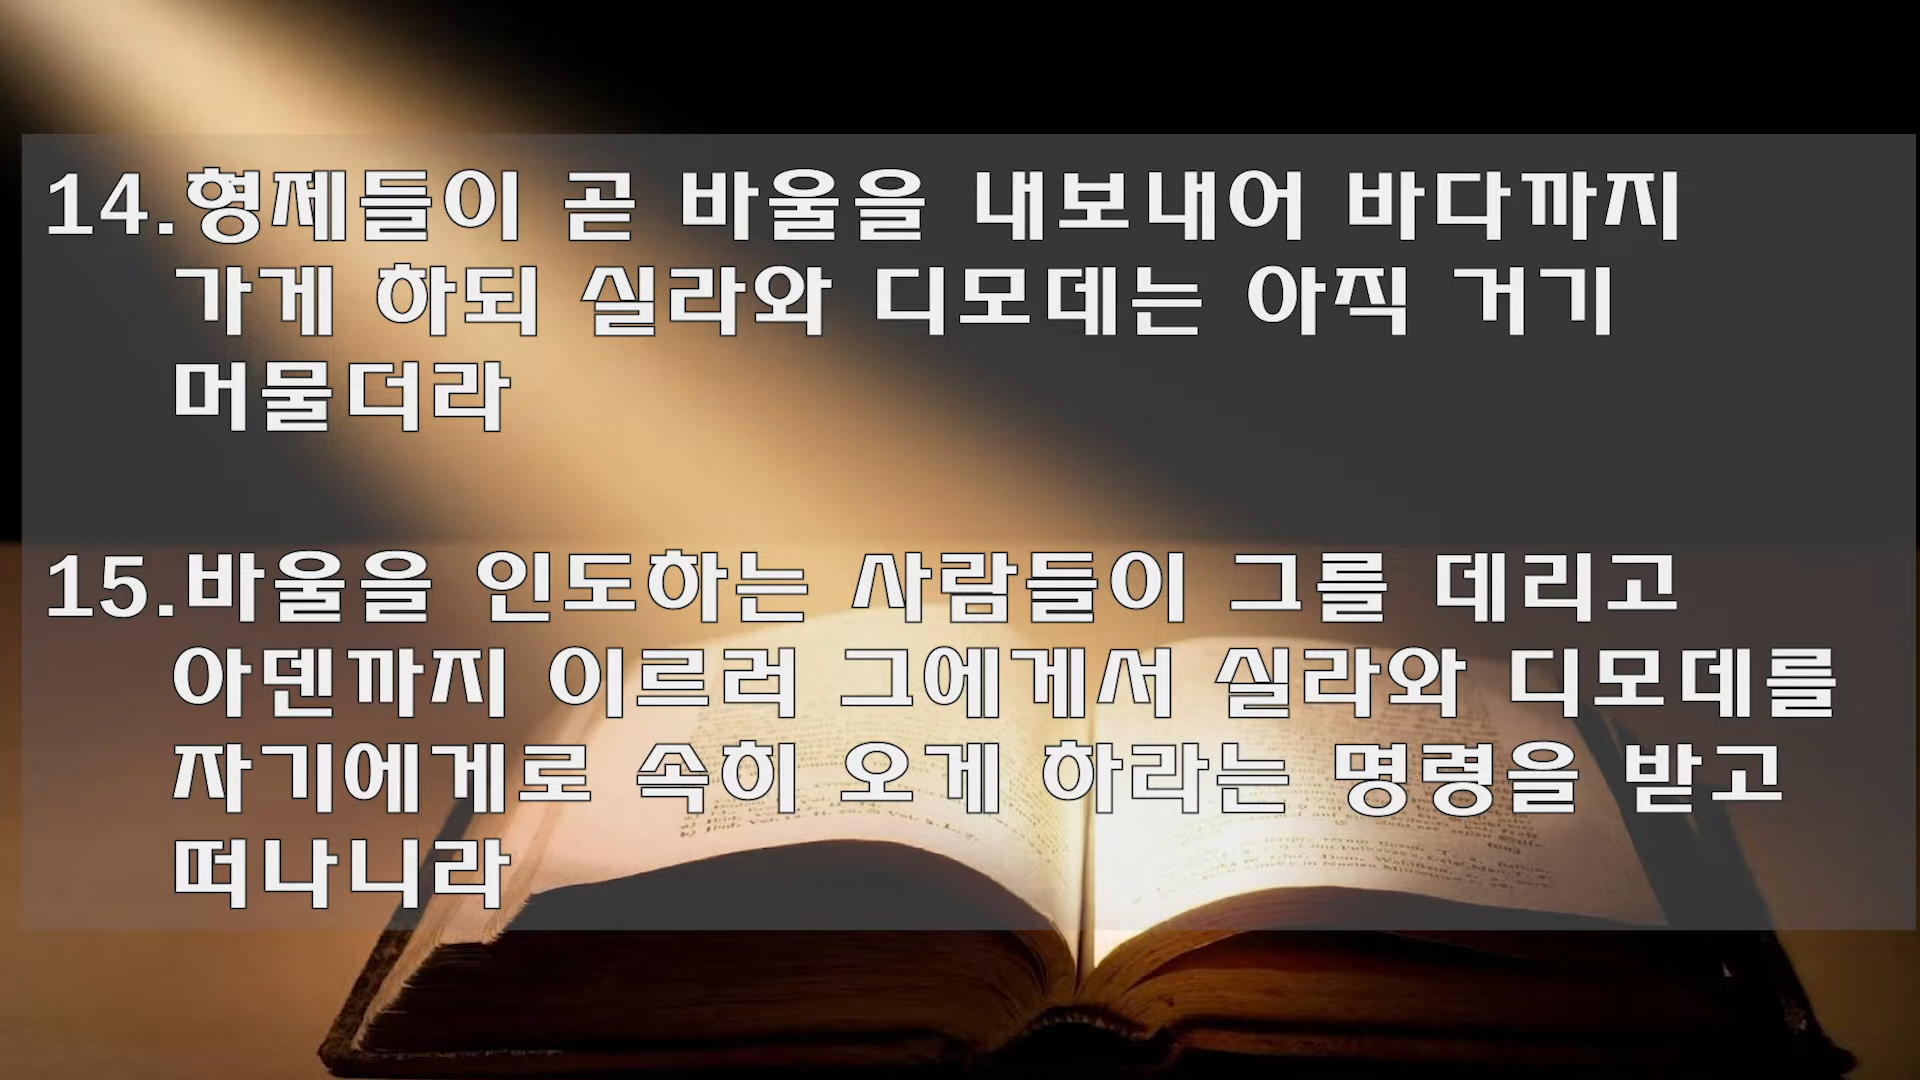 14.형제들이 곧 바울을 내보내어 바다까지
가게 하되 실라와 디모데는 아직 거기
머물더라
15.바울을 인도하는 사람들이 그를 데리고
아덴까지 이르러 그에게서 실라와 디모데를
자기에게로 속히 오게 하라는 명령을 받고
떠나니라